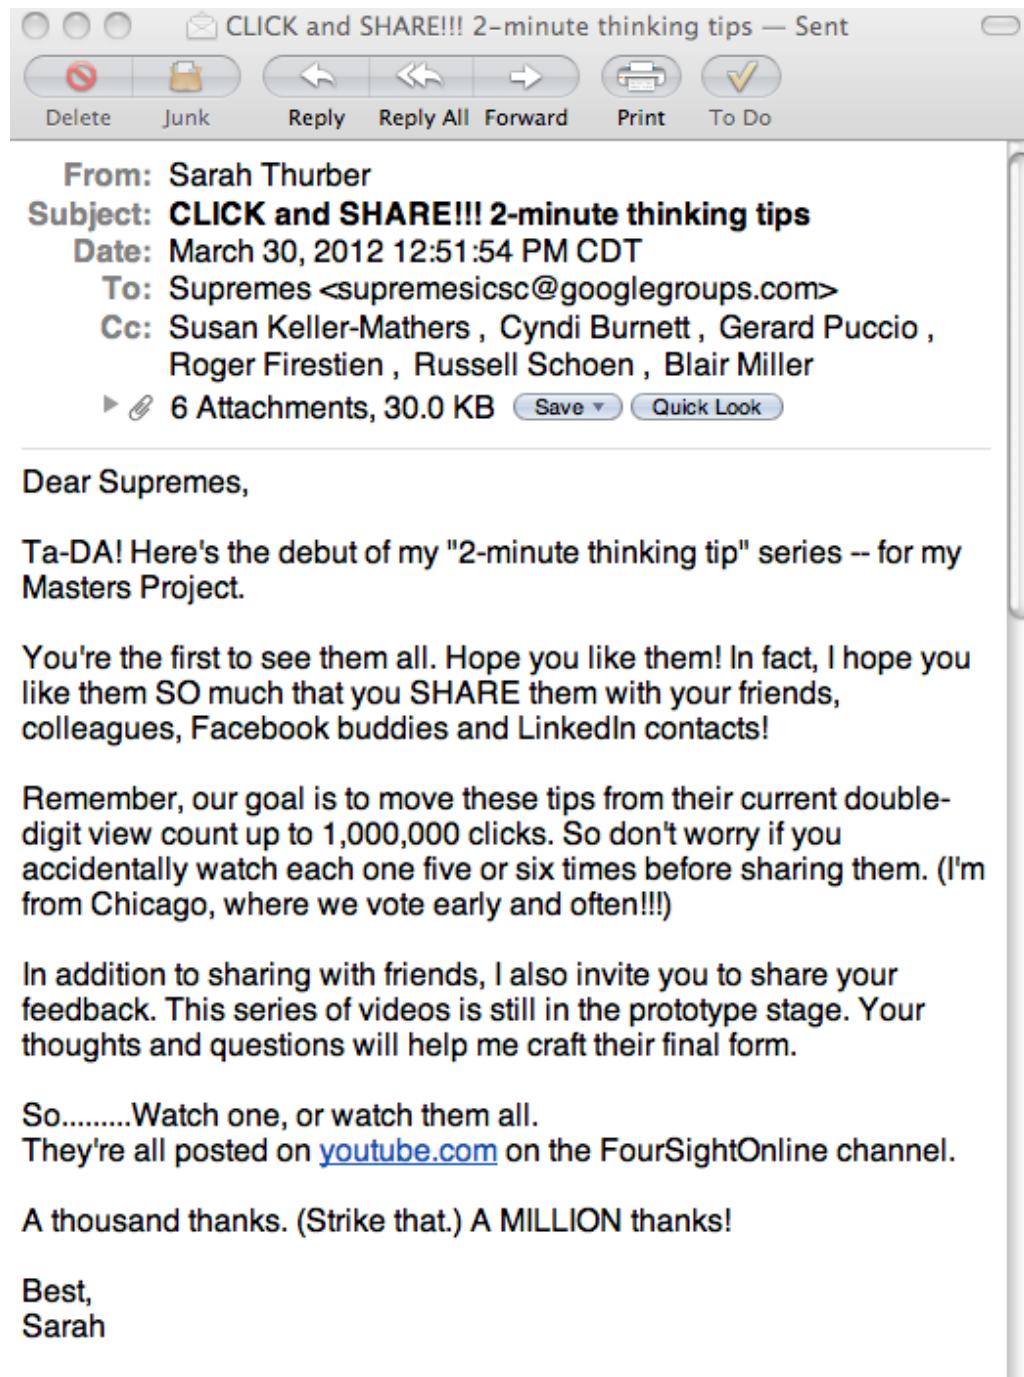 CLICK and SHARE!!! 2-minute thinking tips — Sent
Delete Junk Reply Reply All Forward Print To Do
From: Sarah Thurber
Subject: CLICK and SHARE!!! 2-minute thinking tips
Date: March 30, 2012 12:51:54 PM CDT
To: Supremes <supremesicsc@googlegroups.com>
Cc: Susan Keller-Mathers , Cyndi Burnett , Gerard Puccio ,
Roger Firestien , Russell Schoen , Blair Miller
6 Attachments, 30.0 KB Save Quick Look
Dear Supremes,
Ta-DA! Here's the debut of my "2-minute thinking tip" series -- for my
Masters Project.
You're the first to see them all. Hope you like them! In fact, I hope you
like them SO much that you SHARE them with your friends,
colleagues, Facebook buddies and LinkedIn contacts!
Remember, our goal is to move these tips from their current double-
digit view count up to 1,000,000 clicks. So don't worry if you
accidentally watch each one five or six times before sharing them. (I'm
from Chicago, where we vote early and often!!!)
In addition to sharing with friends, I also invite you to share your
feedback. This series of videos is still in the prototype stage. Your
thoughts and questions will help me craft their final form.
So.........Watch one, or watch them all.
They're all posted on youtube.com on the FourSightOnline channel.
A thousand thanks. (Strike that.) A MILLION thanks!
Best,
Sarah